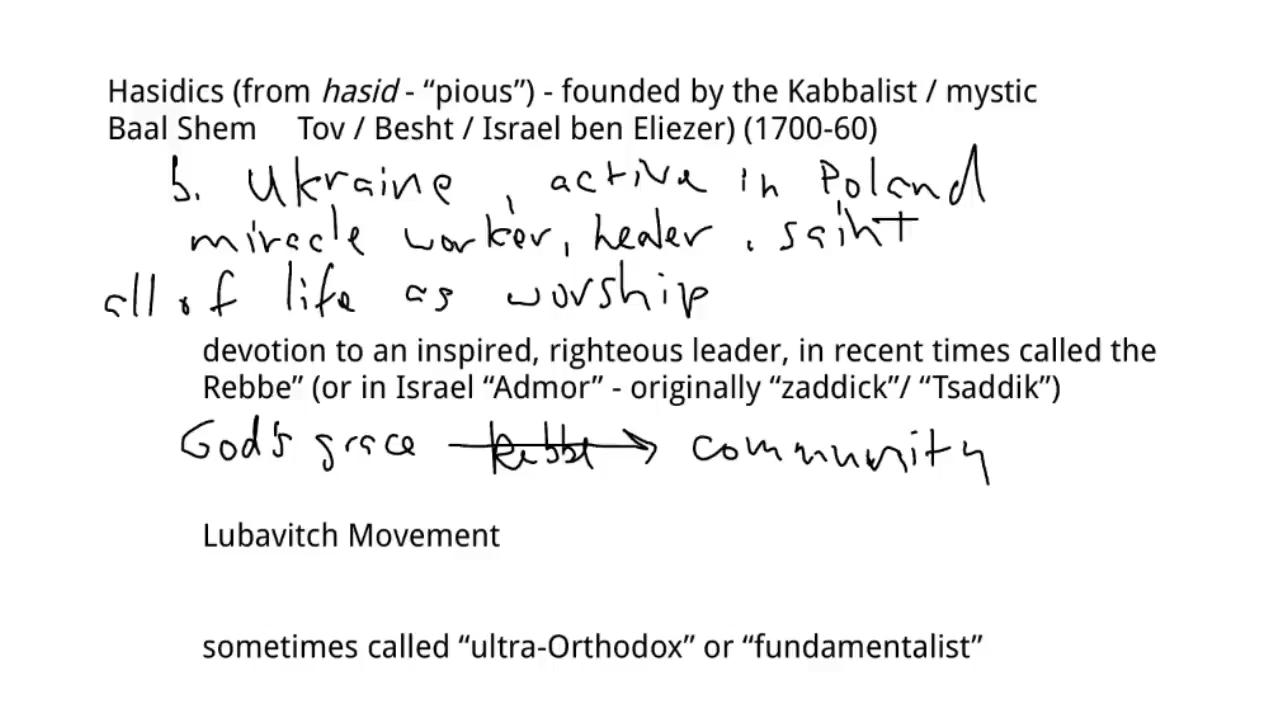 Hasidics (from hasid - “pious”) - founded by the Kabbalist / mystic
Baal Shem Tov / Besht / Israel ben Eliezer) (1700-60)
b. Ukraine, active in Poland
miracle worker, healer, saint
all of life as worship
devotion to an inspired, righteous leader, in recent times called the
Rebbe” (or in Israel “Admor” - originally “zaddick”/ “Tsaddik”)
God's grace Rebbe community
Lubavitch Movement
sometimes called “ultra-Orthodox” or “fundamentalist”